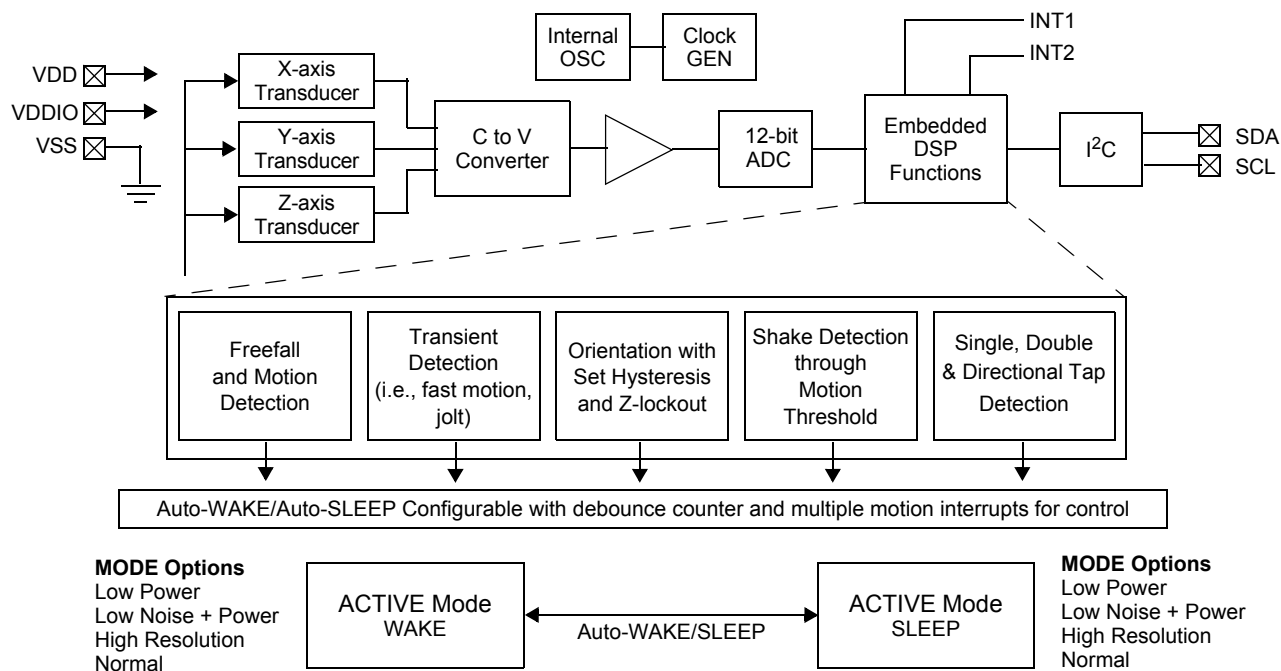 INT1
Internal
OSC
Clock
GEN
INT2
VDD
VDDIO
VSS
X-axis
Transducer
Y-axis
Transducer
Z-axis
Transducer
C to V
Converter
12-bit
ADC
Embedded
DSP
Functions
I²C
SDA
SCL
Freefall
and Motion
Detection
Transient
Detection
(i.e., fast motion,
jolt)
Orientation with
Set Hysteresis
and Z-lockout
Shake Detection
through
Motion
Threshold
Single, Double
& Directional Tap
Detection
Auto-WAKE/Auto-SLEEP Configurable with debounce counter and multiple motion interrupts for control
MODE Options
Low Power
Low Noise + Power
High Resolution
Normal
ACTIVE Mode
WAKE
Auto-WAKE/SLEEP
ACTIVE Mode
SLEEP
MODE Options
Low Power
Low Noise + Power
High Resolution
Normal